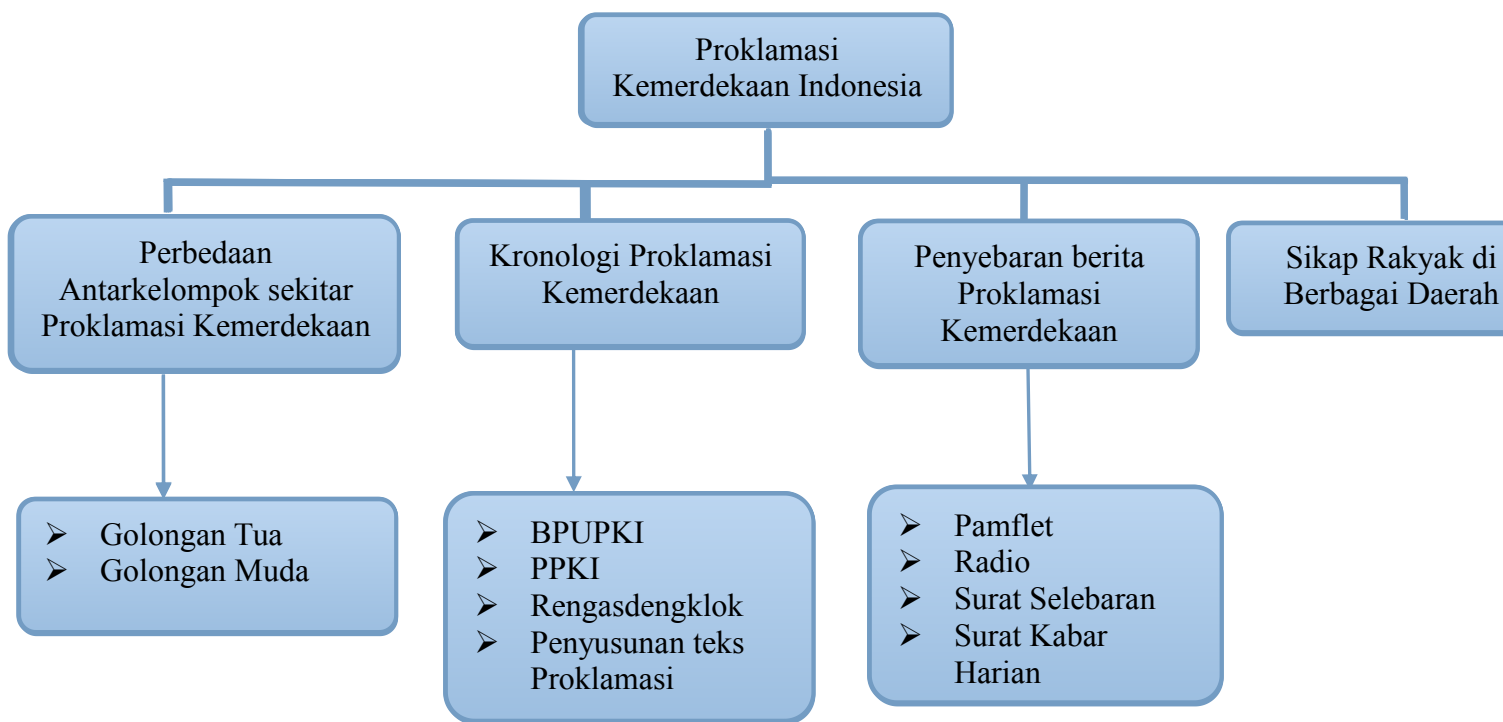 Proklamasi
Kemerdekaan Indonesia
Perbedaan
Antarkelompok sekitar
Proklamasi Kemerdekaan
Kronologi Proklamasi
Kemerdekaan
Penyebaran berita
Proklamasi
Kemerdekaan
Sikap Rakyak di
Berbagai Daerah
➢ Golongan Tua
➢ Golongan Muda
➢ BPUPKI
➢ PPKI
➢ Rengasdengklok
➢ Penyusunan teks
Proklamasi
➢ Pamflet
➢ Radio
➢ Surat Selebaran
➢ Surat Kabar
Harian